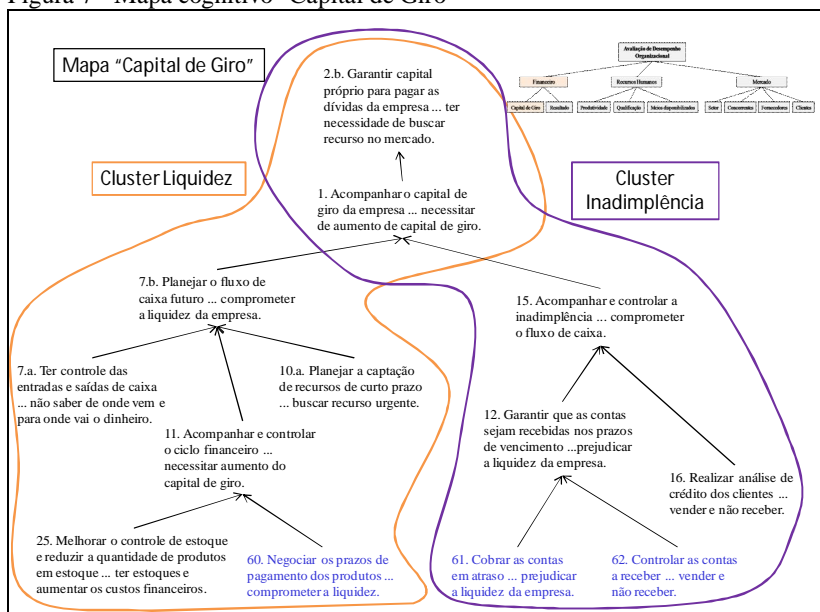 Figura 7 - Mapa cognitivo "Capital de Giro"
Mapa “Capital de Giro”
2.b. Garantir capital
próprio para pagar as
dívidas da empresa ... ter
necessidade de buscar
recurso no mercado.
Avaliação de Desempenho
Organizacional
Financeiro
Recursos Humanos
Mercado
Capital de Giro
Resultado
Produtividade
Qualificação
Meios disponibilizados
Setor
Concorrentes
Fornecedores
Clientes
Cluster Liquidez
Cluster
Inadimplência
1. Acompanhar o capital de
giro da empresa ... necessitar
de aumento de capital de giro.
7.b. Planejar o fluxo de
caixa futuro ... comprometer
a liquidez da empresa.
15. Acompanhar e controlar a
inadimplência ... comprometer
o fluxo de caixa.
7.a. Ter controle das
entradas e saídas de caixa
... não saber de onde vem e
para onde vai o dinheiro.
10.a. Planejar a captação
de recursos de curto prazo
... buscar recurso urgente.
11. Acompanhar e controlar
o ciclo financeiro ...
necessitar aumento do
capital de giro.
12. Garantir que as contas
sejam recebidas nos prazos
de vencimento ...prejudicar
a liquidez da empresa.
16. Realizar análise de
crédito dos clientes ...
vender e não receber.
25. Melhorar o controle de estoque
e reduzir a quantidade de produtos
em estoque ... ter estoques e
aumentar os custos financeiros.
60. Negociar os prazos de
pagamento dos produtos ...
comprometer a liquidez.
61. Cobrar as contas
em atraso ... prejudicar
a liquidez da empresa.
62. Controlar as contas
a receber ... vender e
não receber.